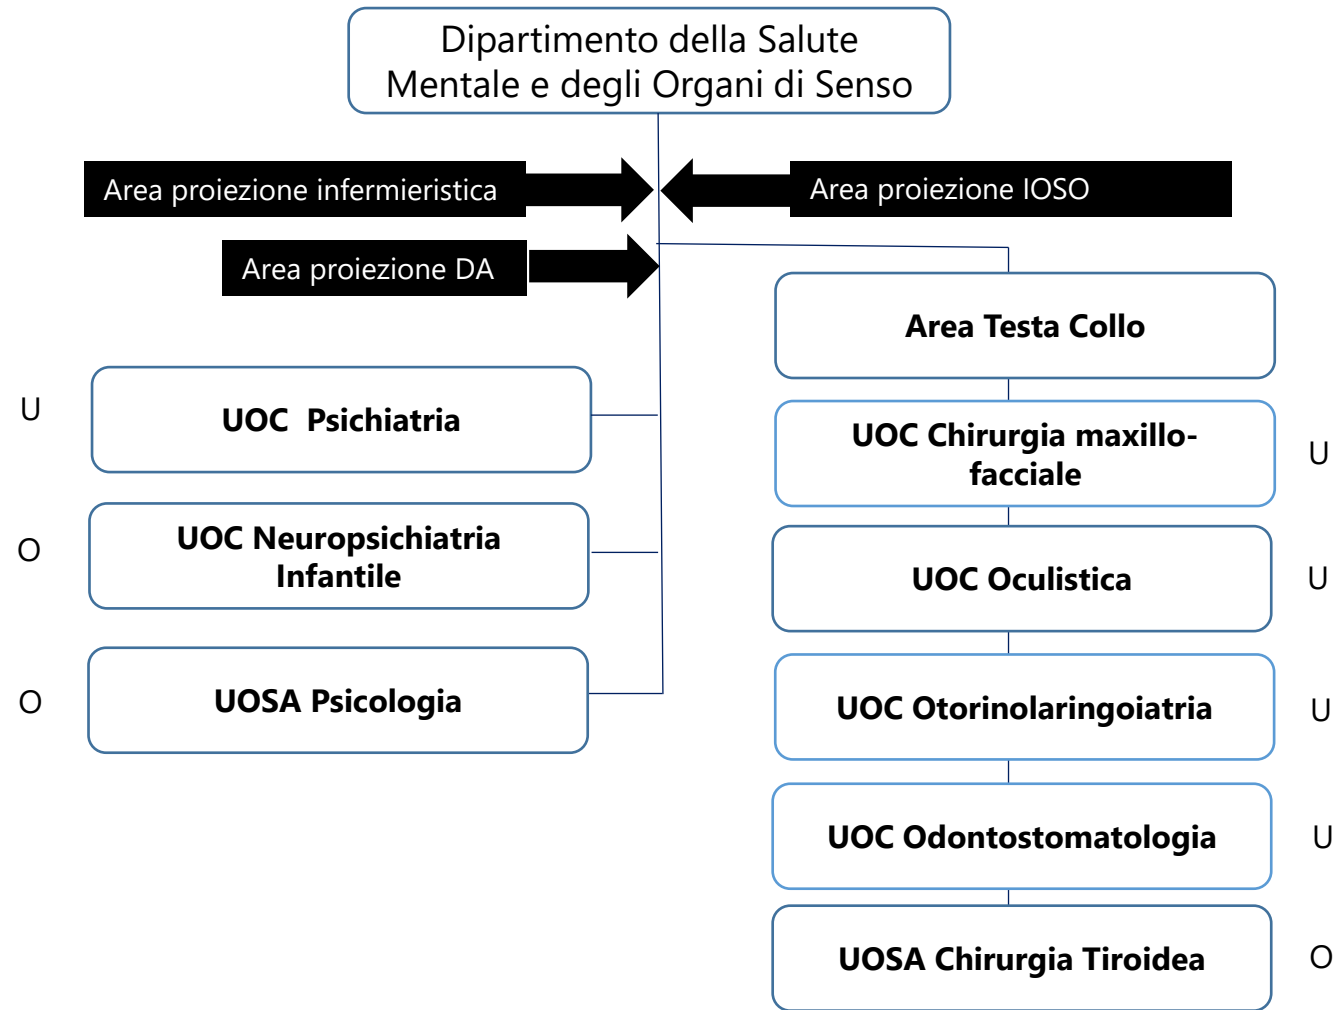 Dipartimento della Salute
Mentale e degli Organi di Senso
Area proiezione infermieristica
Area proiezione IOSO
Area proiezione DA
U
UOC Psichiatria
O
UOC Neuropsichiatria
Infantile
O
UOSA Psicologia
Area Testa Collo
UOC Chirurgia maxillo-
facciale
U
UOC Oculistica
U
UOC Otorinolaringoiatria
U
UOC Odontostomatologia
U
UOSA Chirurgia Tiroidea
O